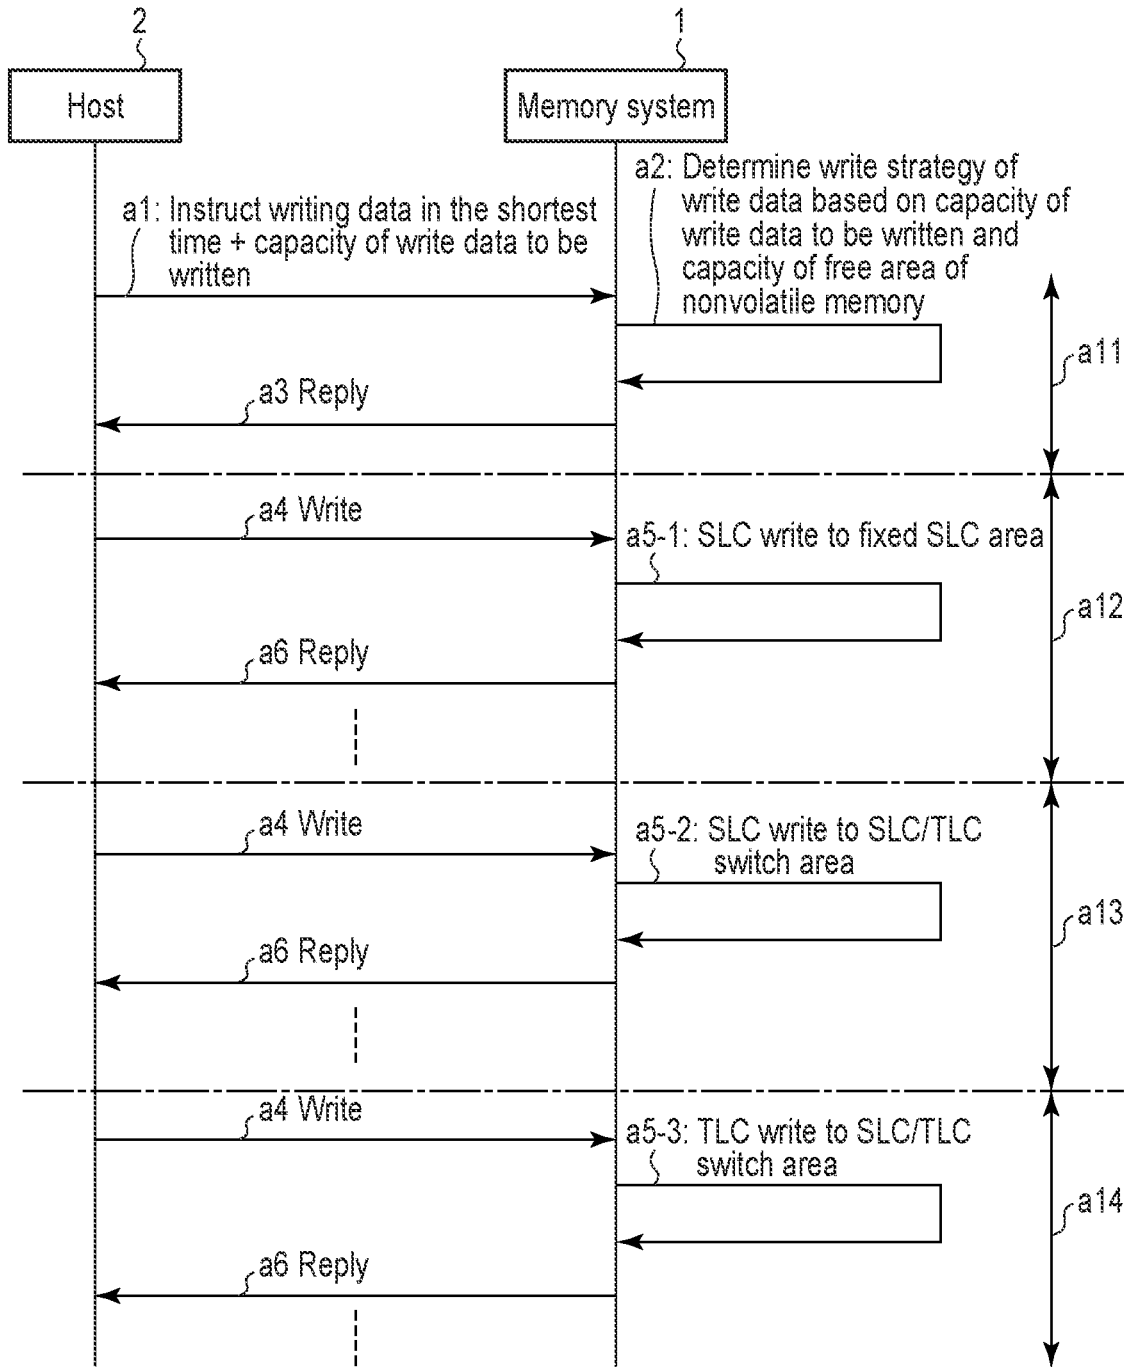 2
1
Host
Memory system
a1: Instruct writing data in the shortest
time + capacity of write data to be
written
a2: Determine write strategy of
write data based on capacity of
write data to be written and
capacity of free area of
nonvolatile memory
a11
a3 Reply
a4 Write
a5-1: SLC write to fixed SLC area
a12
a6 Reply
a4 Write
a5-2: SLC write to SLC/TLC
switch area
a13
a6 Reply
a4 Write
a5-3: TLC write to SLC/TLC
switch area
a14
a6 Reply